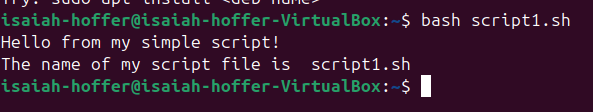 Try: sudo apt install <deb name>
isaiah-hoffer@isaiah-hoffer-VirtualBox:~$ bash script1.sh
Hello from my simple script!
The name of my script file is  script1.sh
isaiah-hoffer@isaiah-hoffer-VirtualBox:~$